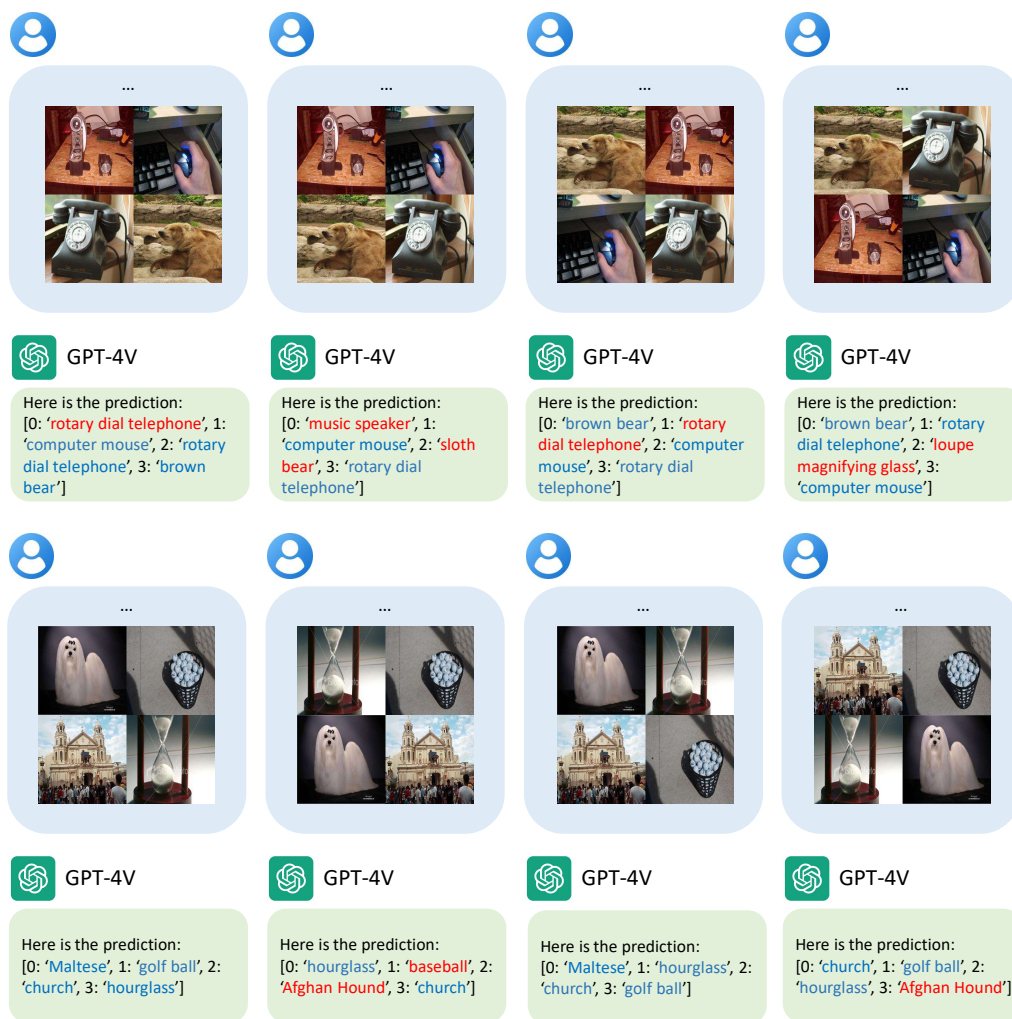 ...
...
...
...
GPT-4V
GPT-4V
GPT-4V
GPT-4V
Here is the prediction:
[0: ‘rotary dial telephone’, 1:
‘computer mouse’, 2: ‘rotary
dial telephone’, 3: ‘brown
bear’]
Here is the prediction:
[0: ‘music speaker’, 1:
‘computer mouse’, 2: ‘sloth
bear’, 3: ‘rotary dial
telephone’]
Here is the prediction:
[0: ‘brown bear’, 1: ‘rotary
dial telephone’, 2: ‘computer
mouse’, 3: ‘rotary dial
telephone’]
Here is the prediction:
[0: ‘brown bear’, 1: ‘rotary
dial telephone’, 2: ‘loupe
magnifying glass’, 3:
‘computer mouse’]
...
...
...
...
GPT-4V
GPT-4V
GPT-4V
GPT-4V
Here is the prediction:
[0: ‘Maltese’, 1: ‘golf ball’, 2:
‘church’, 3: ‘hourglass’]
Here is the prediction:
[0: ‘hourglass’, 1: ‘baseball’, 2:
‘Afghan Hound’, 3: ‘church’]
Here is the prediction:
[0: ‘Maltese’, 1: ‘hourglass’, 2:
‘church’, 3: ‘golf ball’]
Here is the prediction:
[0: ‘church’, 1: ‘golf ball’, 2:
‘hourglass’, 3: ‘Afghan Hound’]